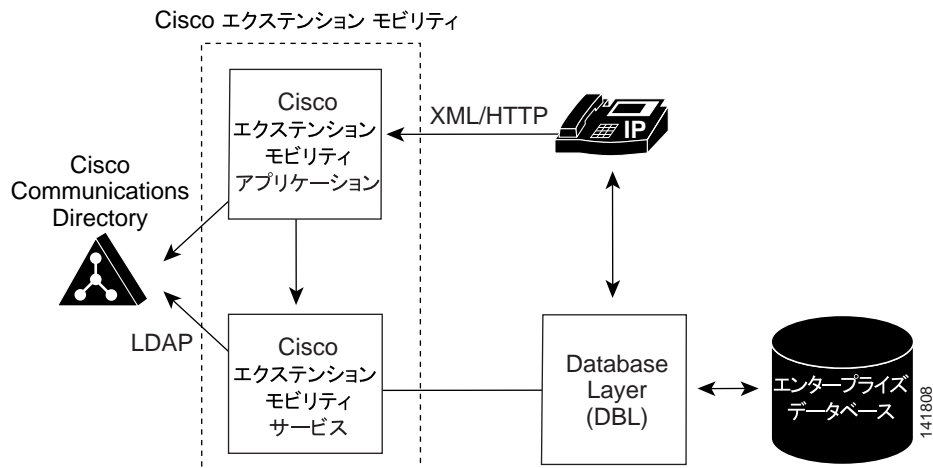 Cisco エクステンション モビリティ
Cisco
エクステンション
モビリティ
アプリケーション
XML/HTTP
IP
Cisco
Communications
Directory
LDAP
Cisco
エクステンション
モビリティ
サービス
Database
Layer
(DBL)
エンタープライズ
データベース
141808